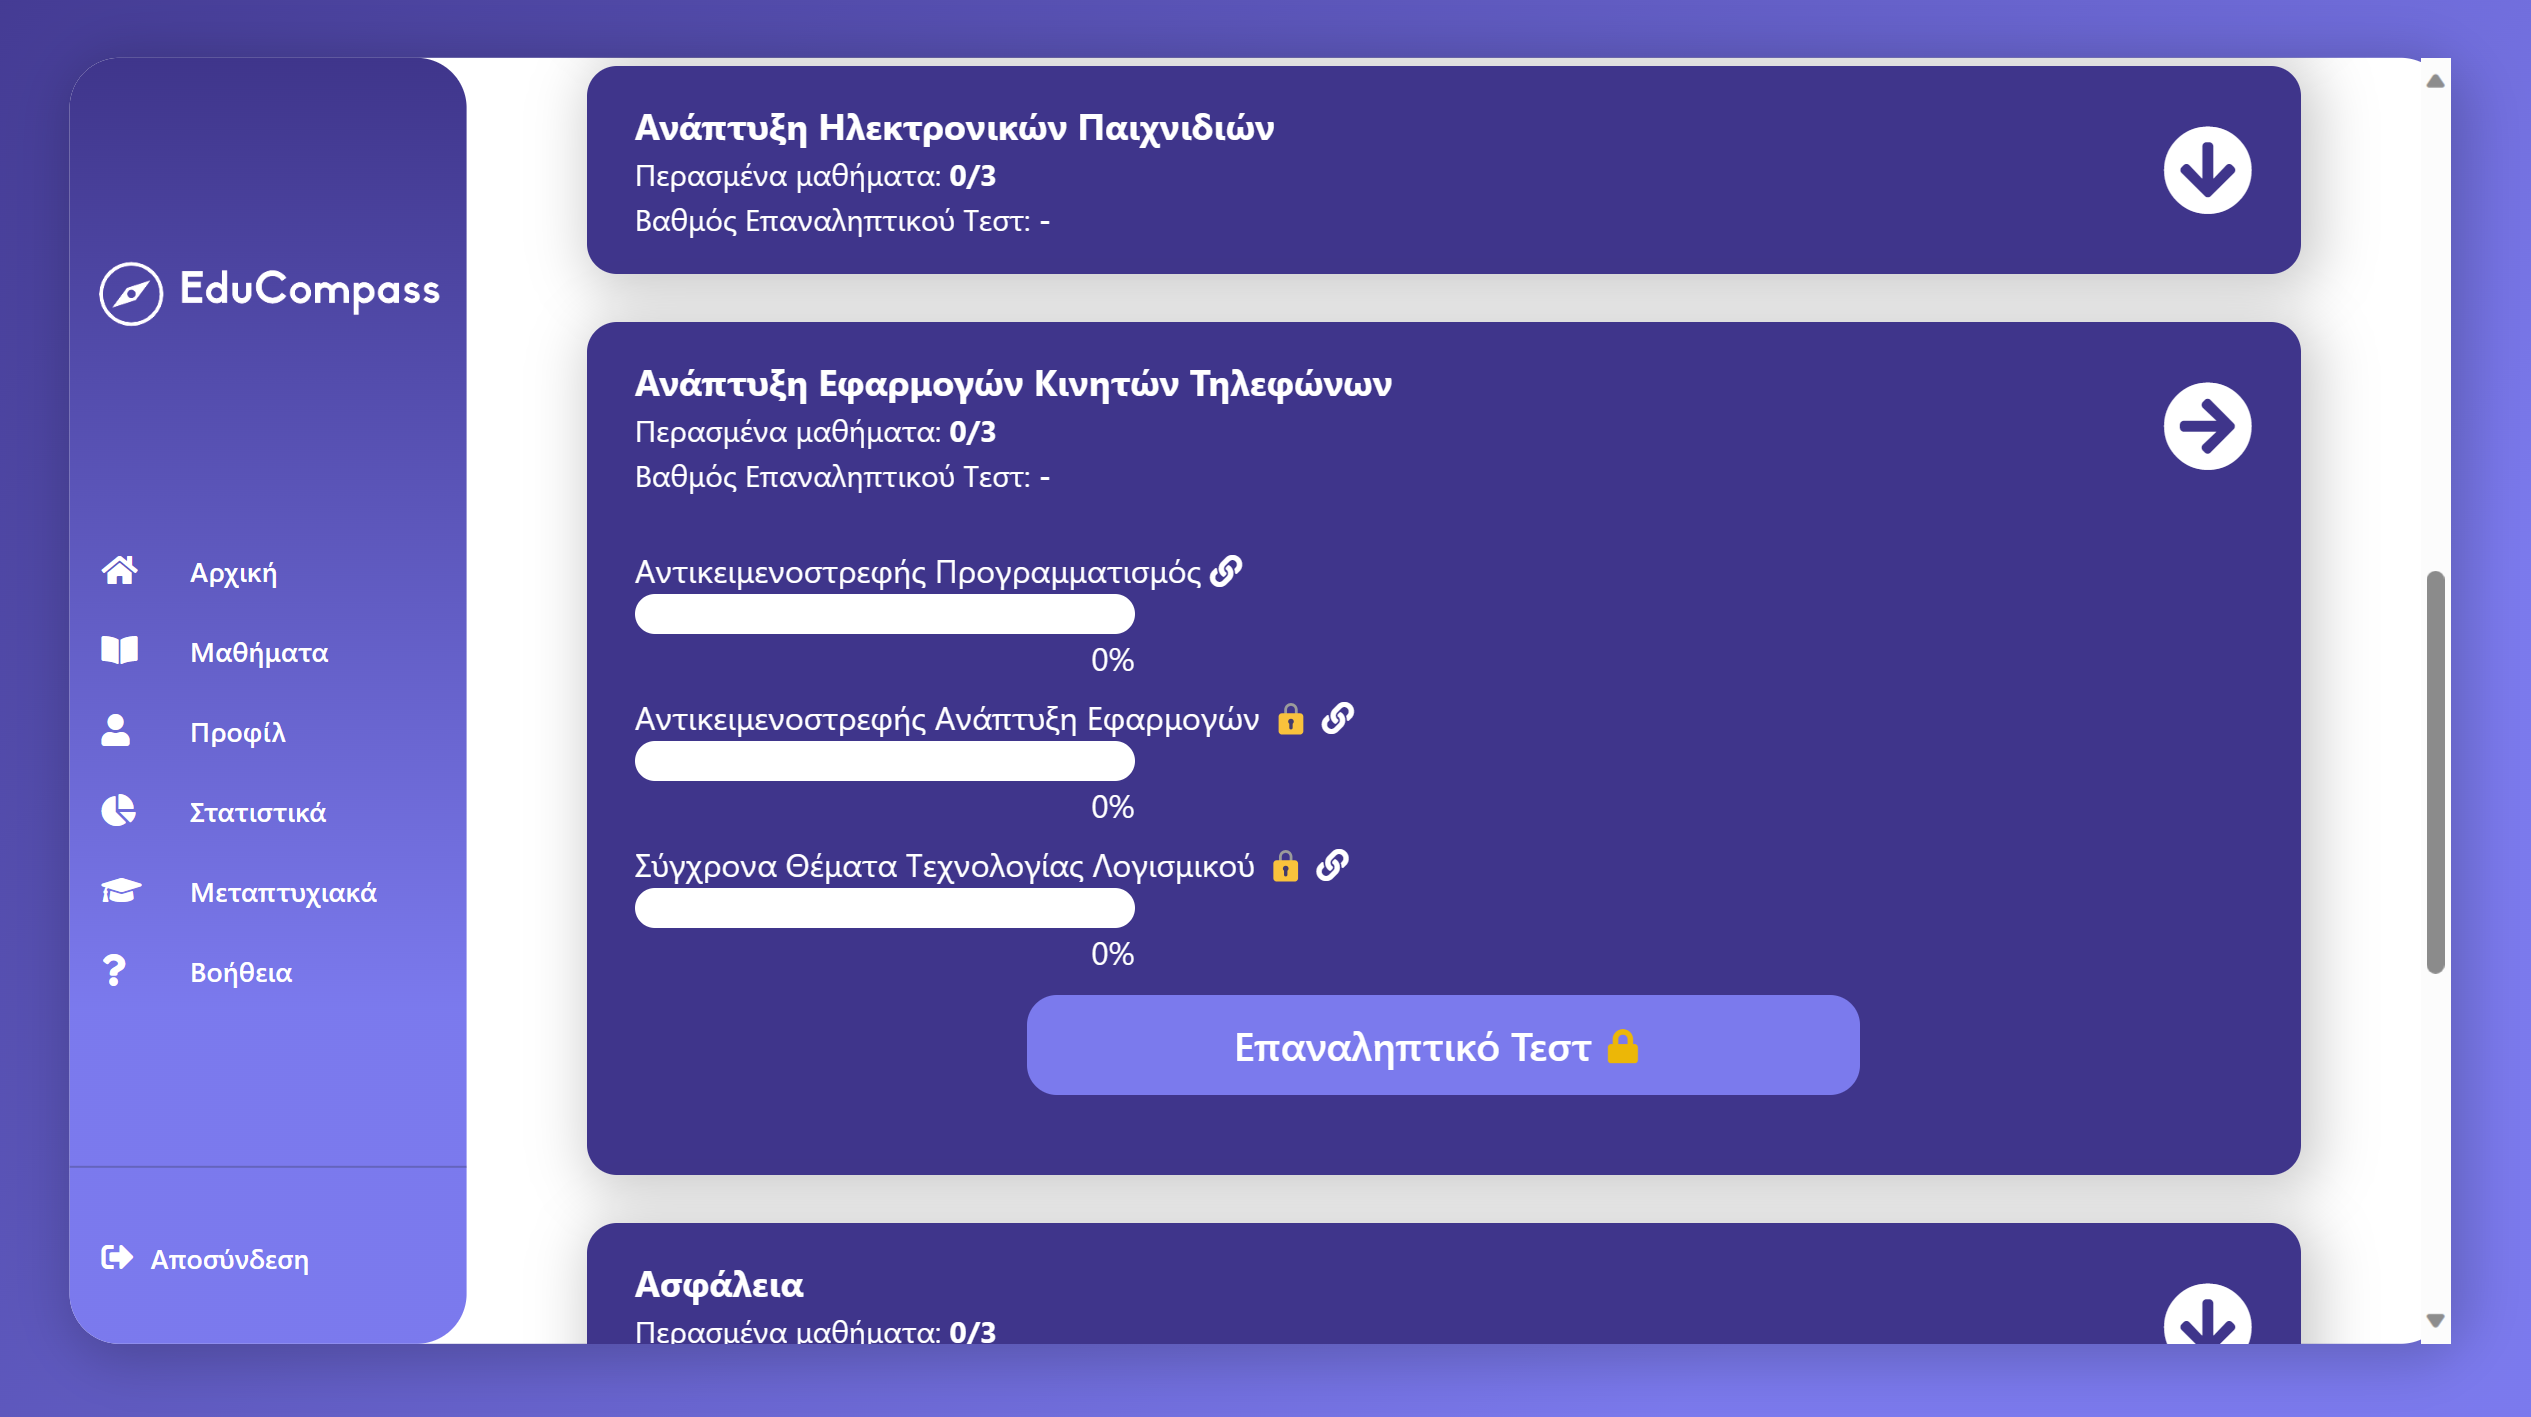 EduCompass
Αρχική
Μαθήματα
Προφίλ
Στατιστικά
Μεταπτυχιακά
Βοήθεια
Αποσύνδεση
Ανάπτυξη Ηλεκτρονικών Παιχνιδιών
Περασμένα μαθήματα: 0/3
Βαθμός Επαναληπτικού Τεστ: -
Ανάπτυξη Εφαρμογών Κινητών Τηλεφώνων
Περασμένα μαθήματα: 0/3
Βαθμός Επαναληπτικού Τεστ: -
Αντικειμενοστρεφής Προγραμματισμός
0%
Αντικειμενοστρεφής Ανάπτυξη Εφαρμογών
0%
Σύγχρονα Θέματα Τεχνολογίας Λογισμικού
0%
Επαναληπτικό Τεστ
Ασφάλεια
Περασμένα μαθήματα: 0/3